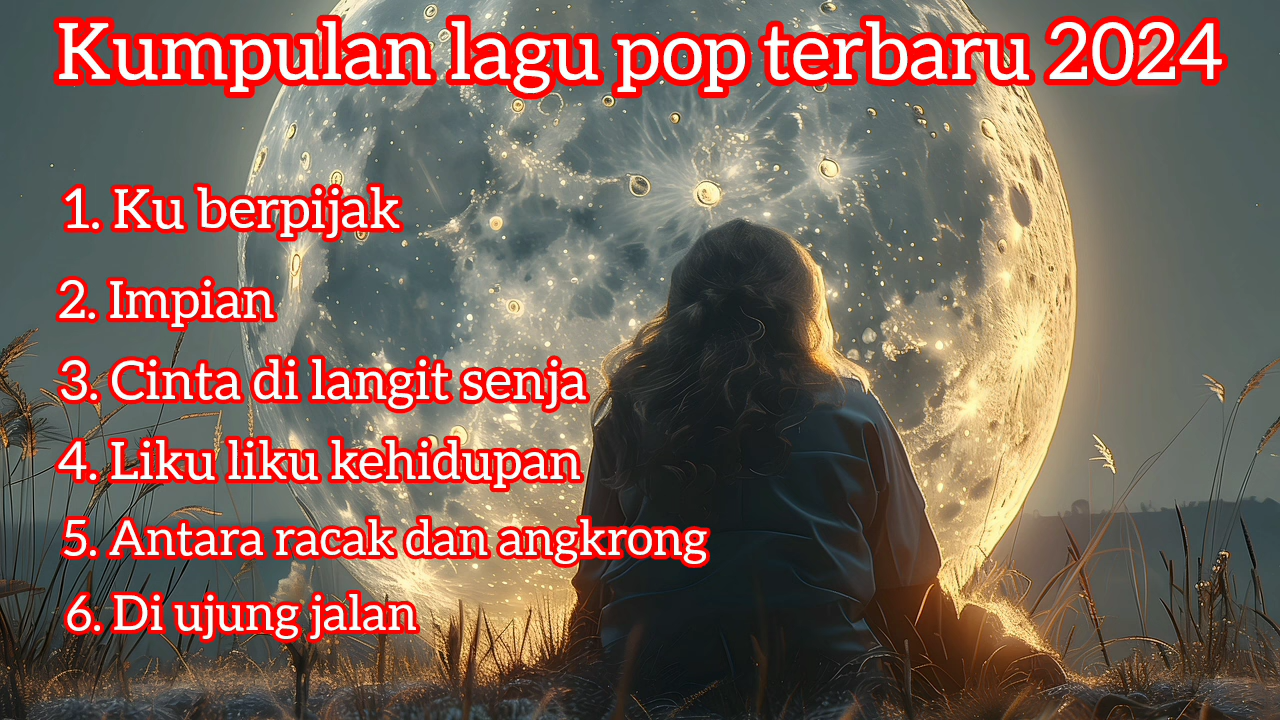 Kumpulan lagu pop terbaru 2024
1. Ku berpijak
2. Impian
3. Cinta di langit senja
4. Liku liku kehidupan
5. Antara racak dan angkrong
6. Di ujung jalan